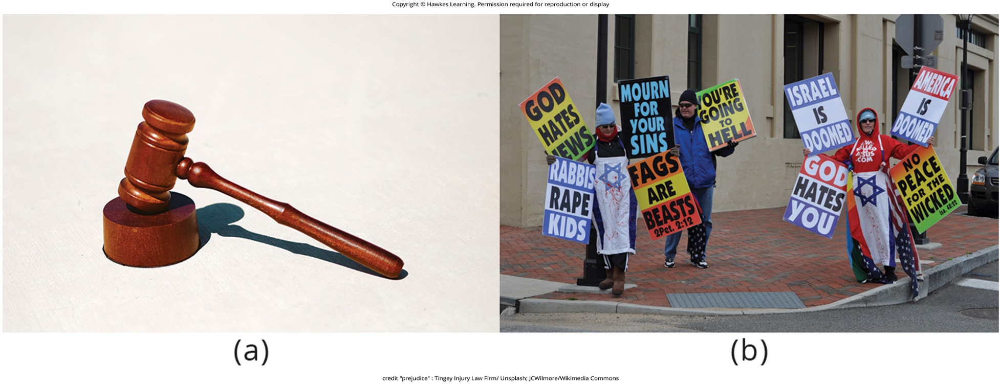 Copyright © Hawkes Learning. Permission required for reproduction or display
GOD
HATES
JEWS
RABBIS
RAPE
KIDS
MOURN
FOR
YOUR
SINS
FAGS
ARE
BEASTS
2Pet. 2:12
YOU'RE
GOING
TO
HELL
ISRAEL
IS
DOOMED
GOD
HATES
YOU
KILLED
JESUS
.COM
AMERICA
IS
DOOMED
NO
PEACE
FOR THE
WICKED
Isa. 48:22
(a)
(b)
credit "prejudice" : Tingey Injury Law Firm/ Unsplash; JCWilmore/Wikimedia Commons